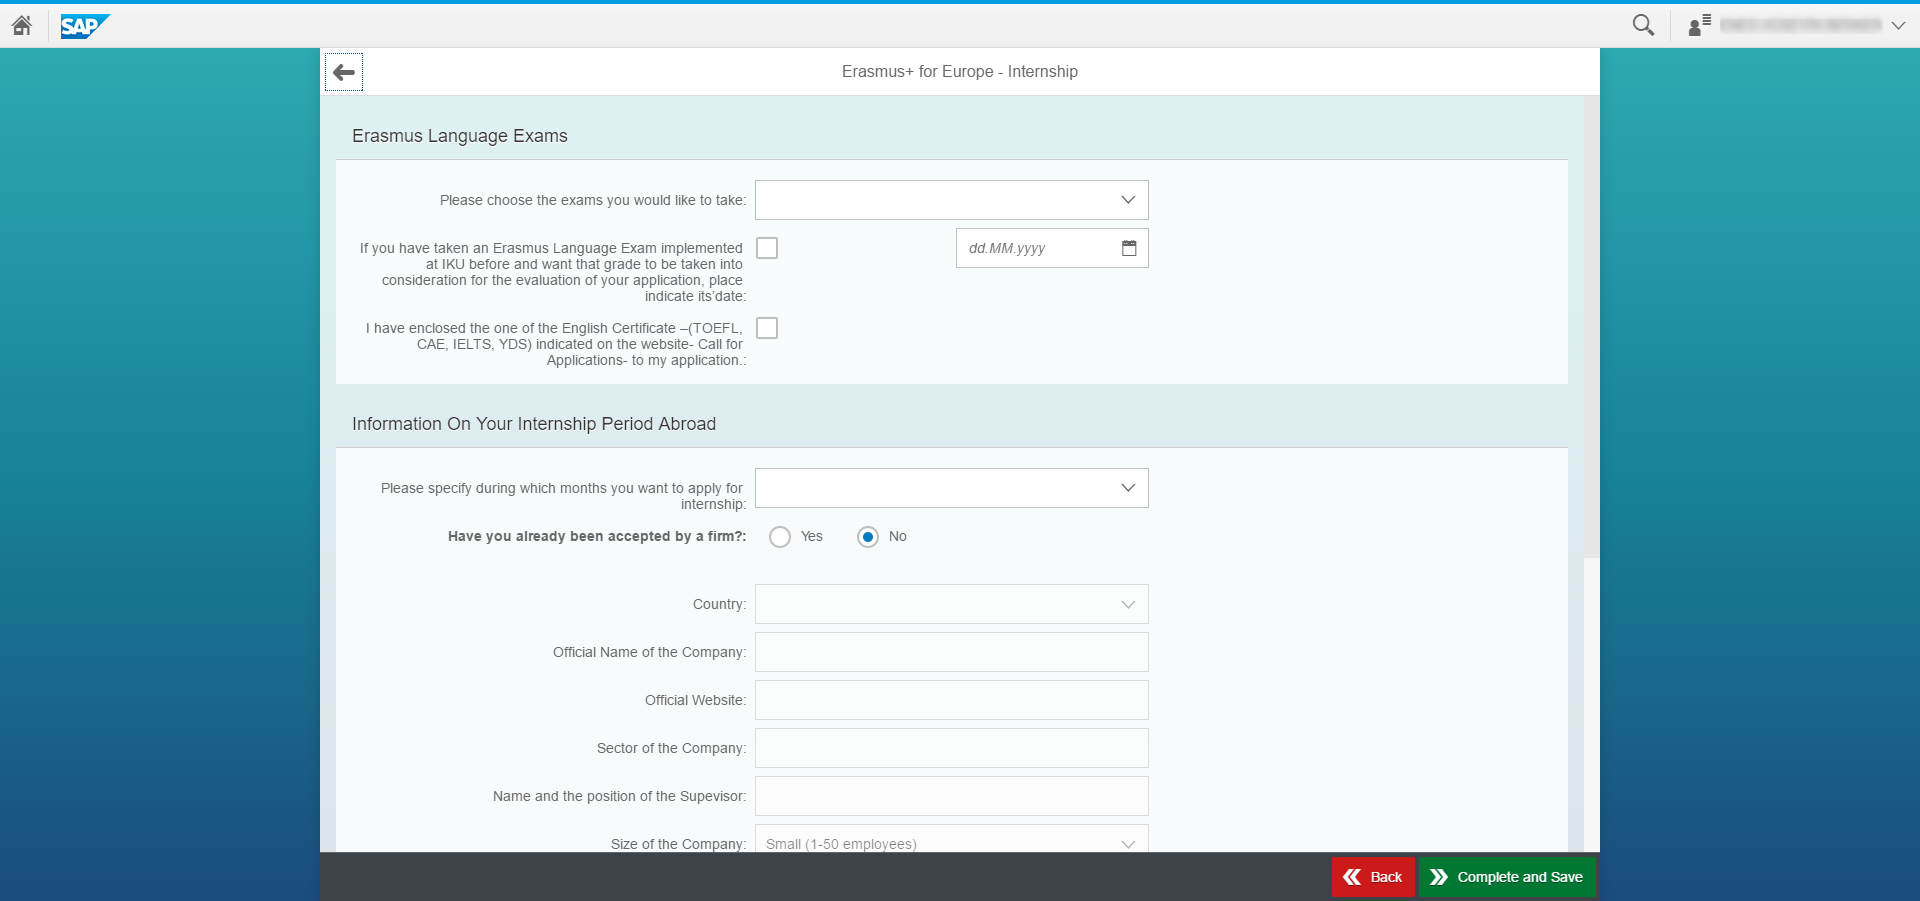 SAP
Erasmus+ for Europe - Internship
Erasmus Language Exams
Please choose the exams you would like to take:
If you have taken an Erasmus Language Exam implemented
at IKU before and want that grade to be taken into
consideration for the evaluation of your application, place
indicate its'date:
dd.MM.yyyy
I have enclosed the one of the English Certificate –(TOEFL,
CAE, IELTS, YDS) indicated on the website- Call for
Applications- to my application.:
Information On Your Internship Period Abroad
Please specify during which months you want to apply for
internship:
Have you already been accepted by a firm?: Yes No
Country:
Official Name of the Company:
Official Website:
Sector of the Company:
Name and the position of the Supevisor:
Size of the Company: Small (1-50 employees)
Back Complete and Save